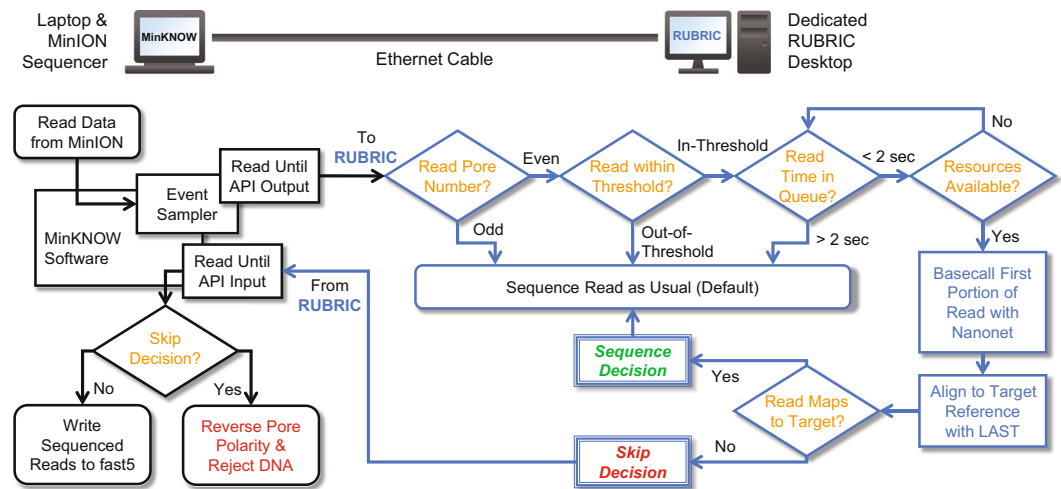 Laptop &
MinION
Sequencer
MinKNOW
Ethernet Cable
RUBRIC
Dedicated
RUBRIC
Desktop
Read Data
from MinION
Read Until
API Output
Event
Sampler
MinKNOW
Software
Read Until
API Input
To
RUBRIC
From
RUBRIC
Read Pore
Number?
Even
Odd
Read within
Threshold?
In-Threshold
Out-of-
Threshold
Read
Time in
Queue?
< 2 sec
> 2 sec
No
Resources
Available?
Yes
Sequence Read as Usual (Default)
Basecall First
Portion of
Read with
Nanonet
Align to Target
Reference
with LAST
Read Maps
to Target?
Yes
No
Sequence
Decision
Skip
Decision
Skip
Decision?
No
Yes
Write
Sequenced
Reads to fast5
Reverse Pore
Polarity &
Reject DNA